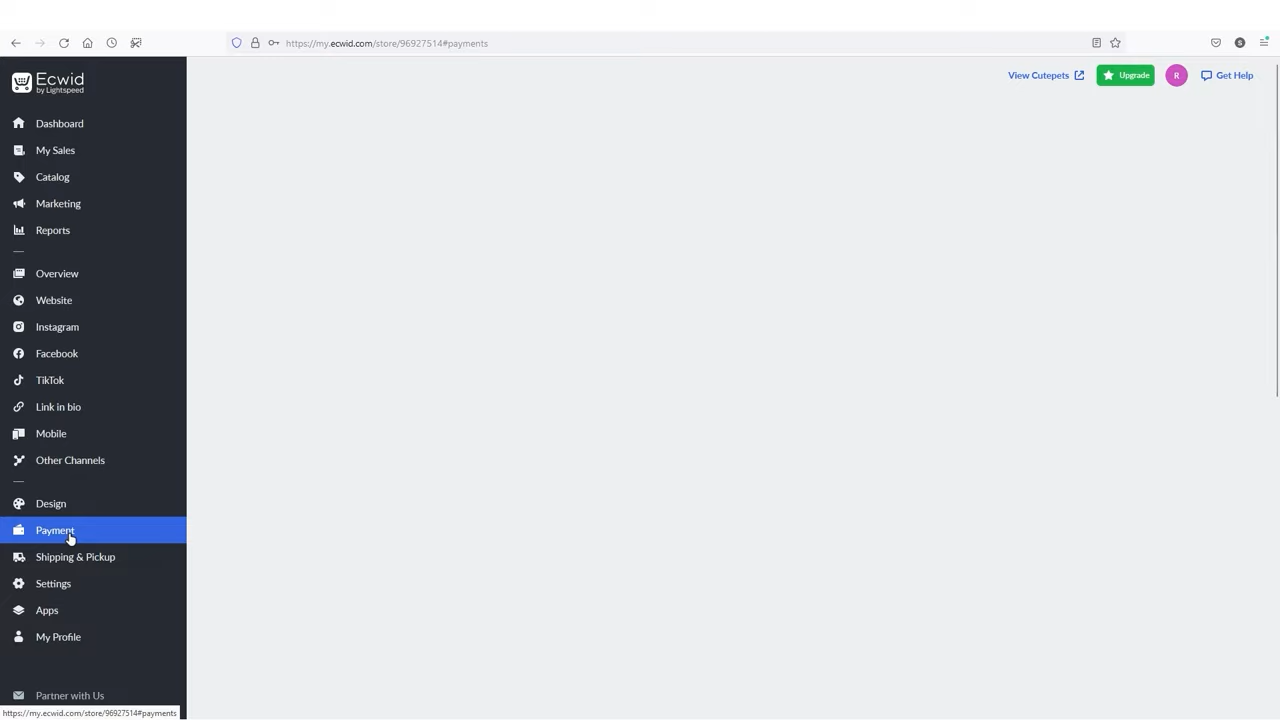 https://my.ecwid.com/store/96927514#payments
Ecwid
by Lightspeed
View Cutepets
Upgrade
R
Get Help
Dashboard
My Sales
Catalog
Marketing
Reports
Overview
Website
Instagram
Facebook
TikTok
Link in bio
Mobile
Other Channels
Design
Payment
Shipping & Pickup
Settings
Apps
My Profile
Partner with Us
https://my.ecwid.com/store/96927514#payments